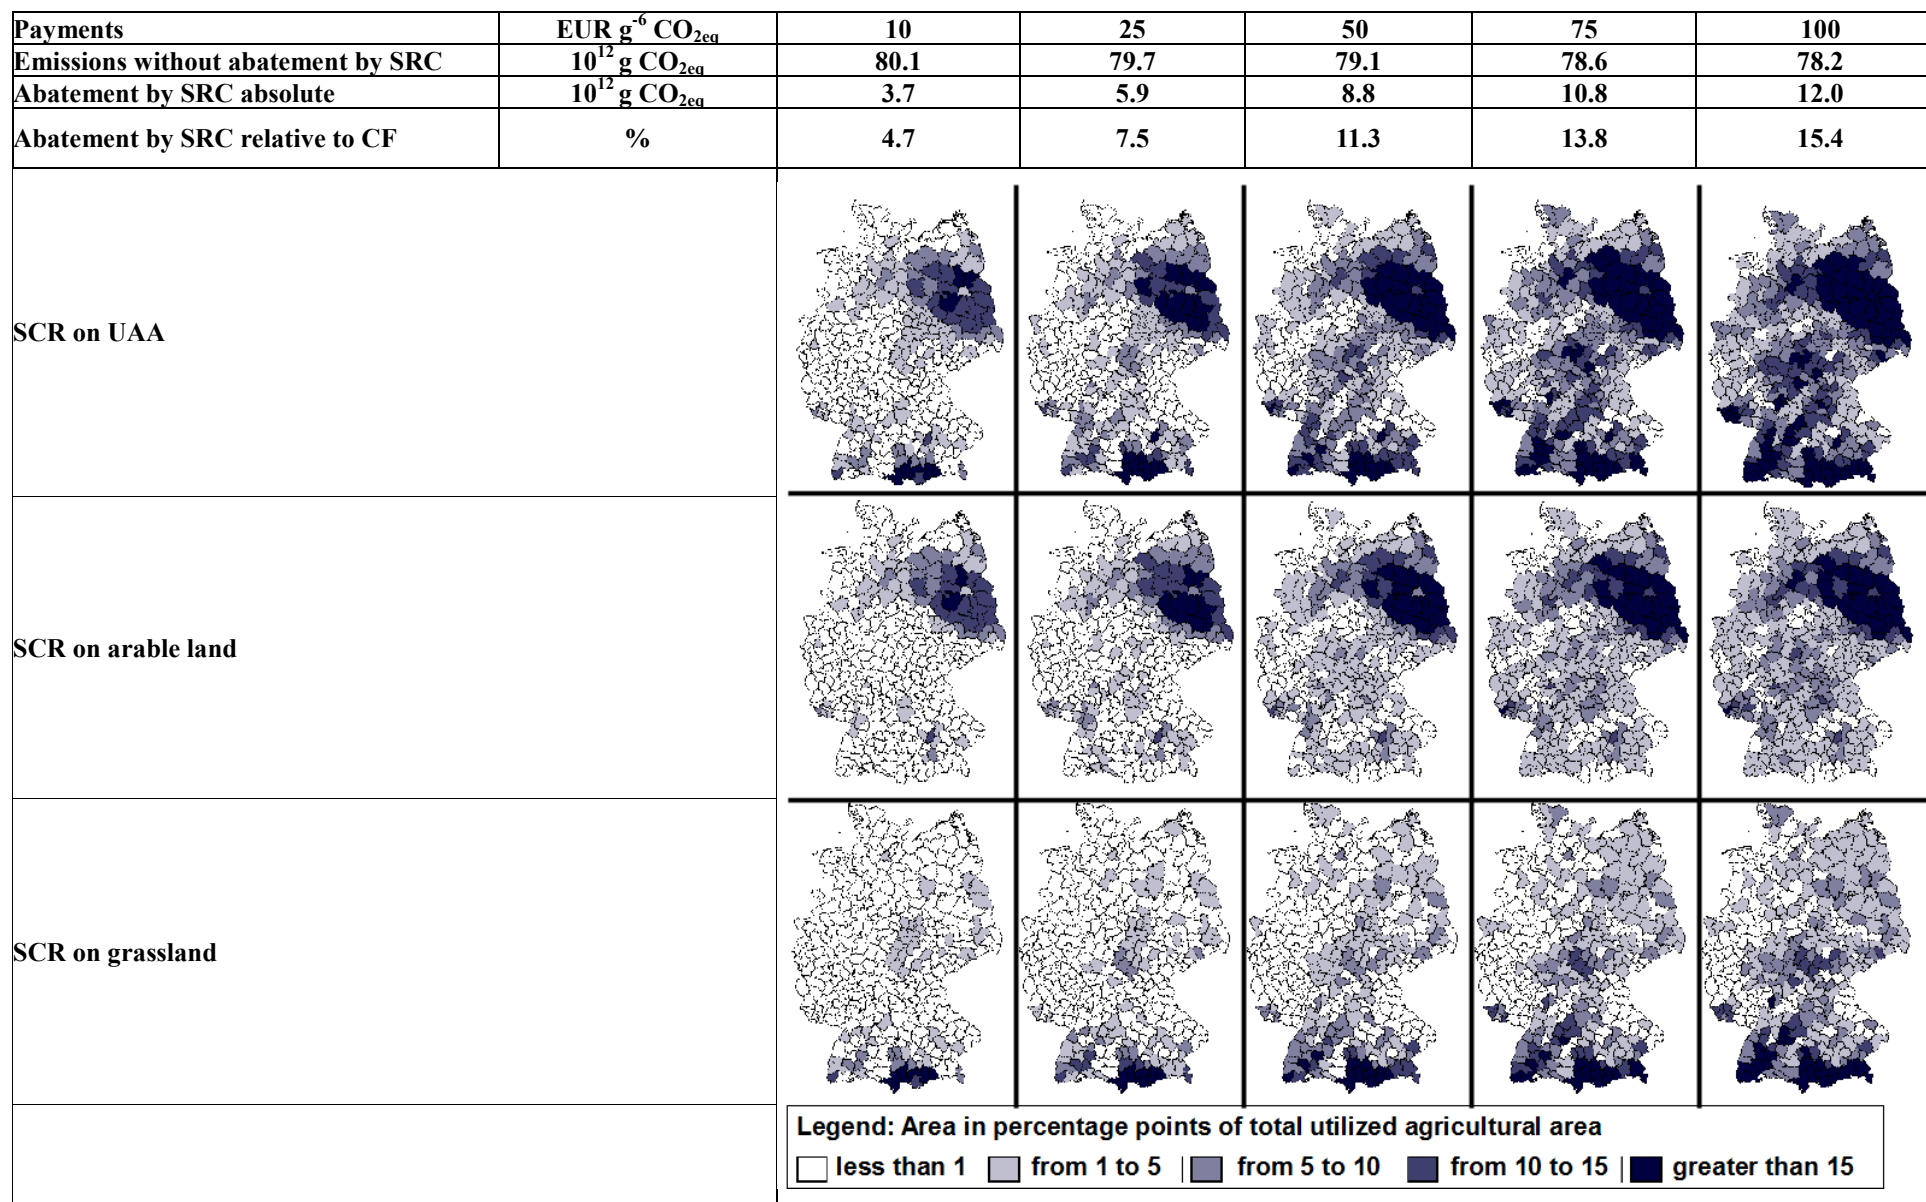 Payments EUR g-6 CO2eq 10 25 50 75 100
Emissions without abatement by SRC 10^12 g CO2eq 80.1 79.7 79.1 78.6 78.2
Abatement by SRC absolute 10^12 g CO2eq 3.7 5.9 8.8 10.8 12.0
Abatement by SRC relative to CF % 4.7 7.5 11.3 13.8 15.4
SCR on UAA
SCR on arable land
SCR on grassland
Legend: Area in percentage points of total utilized agricultural area
less than 1 from 1 to 5 from 5 to 10 from 10 to 15 greater than 15